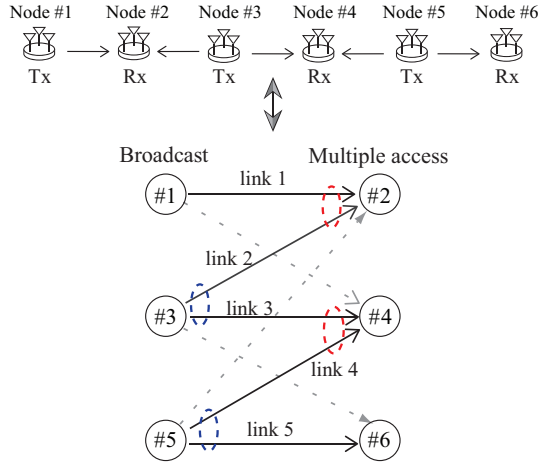 Node #1 Node #2 Node #3 Node #4 Node #5 Node #6
Tx Rx Tx Rx Tx Rx
Broadcast Multiple access
#1 link 1 #2
link 2
#3 link 3 #4
link 4
#5 link 5 #6